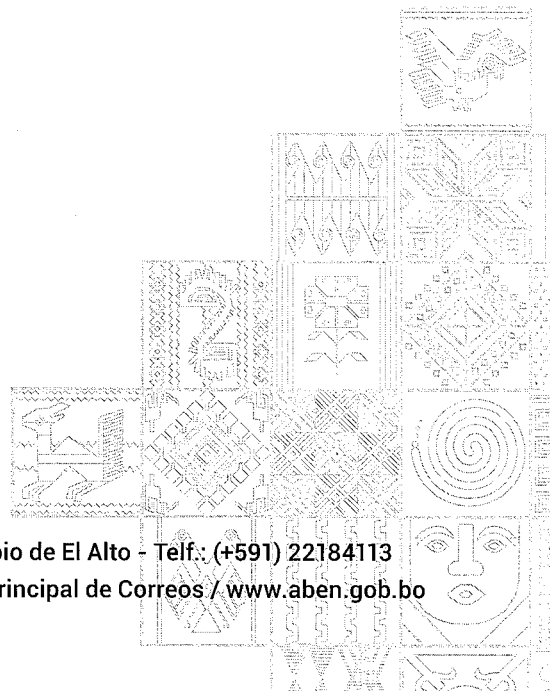 pio de El Alto - Telf.: (+591) 22184113
rincipal de Correos / www.aben.gob.bo